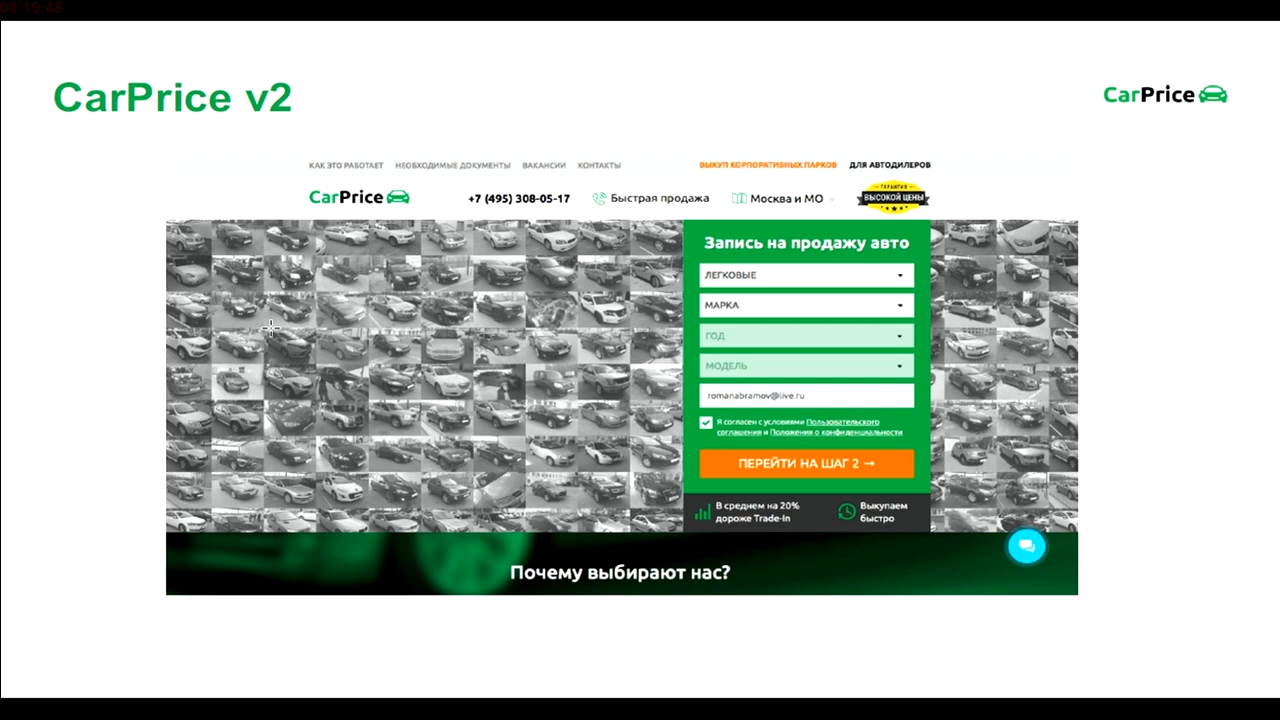 08:19:48
CarPrice v2
CarPrice
КАК ЭТО РАБОТАЕТ НЕОБХОДИМЫЕ ДОКУМЕНТЫ ВАКАНСИИ КОНТАКТЫ ВЫКУП КОРПОРАТИВНЫХ ПАРКОВ ДЛЯ АВТОДИЛЕРОВ
CarPrice +7 (495) 308-05-17 Быстрая продажа Москва и МО
ГАРАНТИЯ
ВЫСОКОЙ ЦЕНЫ
Запись на продажу авто
ЛЕГКОВЫЕ
МАРКА
ГОД
МОДЕЛЬ
romanabramov@live.ru
Я согласен с условиями Пользовательского
соглашения и Положения о конфиденциальности
ПЕРЕЙТИ НА ШАГ 2 →
В среднем на 20%
дороже Trade-In
Выкупаем
быстро
Почему выбирают нас?